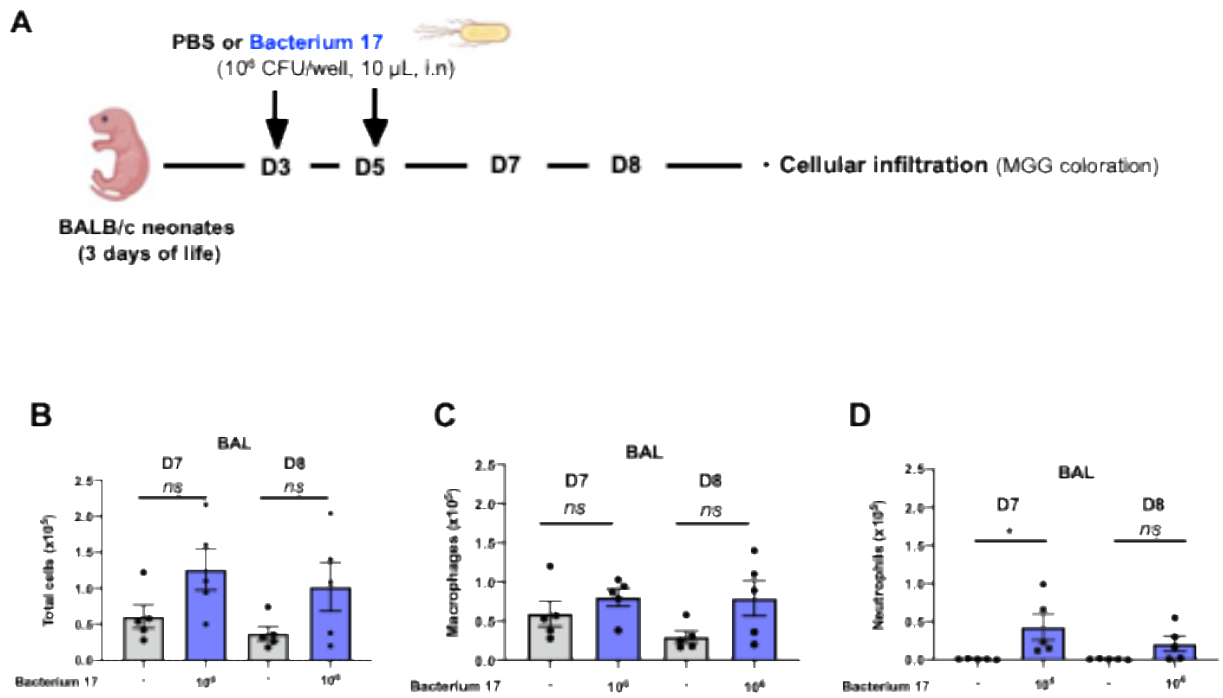 A
PBS or Bacterium 17
(10⁶ CFU/well, 10 µL, i.n)
D3 D5 D7 D8 • Cellular infiltration (MGG coloration)
BALB/c neonates
(3 days of life)
B
BAL
D7 D8
ns ns
Total cells (x10⁵)
2.5
2.0
1.5
1.0
0.5
0.0
Bacterium 17 - 10⁶ - 10⁶
C
BAL
D7 D8
ns ns
Macrophages (x10⁵)
2.5
2.0
1.5
1.0
0.5
0.0
Bacterium 17 - 10⁶ - 10⁶
D
BAL
D7 D8
* ns
Neutrophils (x10⁵)
2.5
2.0
1.5
1.0
0.5
0.0
Bacterium 17 - 10⁶ - 10⁶